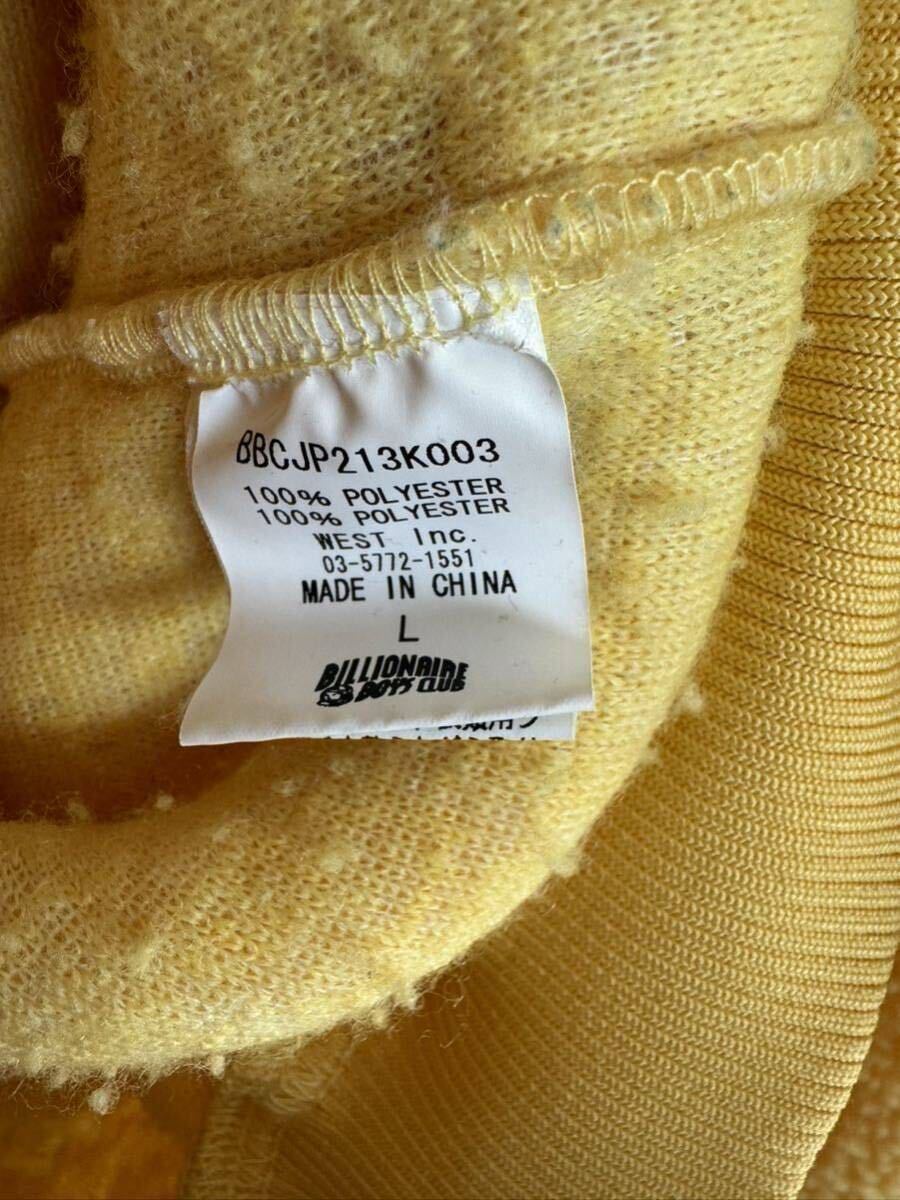 BBCJP213K003
100% POLYESTER
100% POLYESTER
WEST Inc.
03-5772-1551
MADE IN CHINA
L
BILLIONAIRE
BOYS CLUB